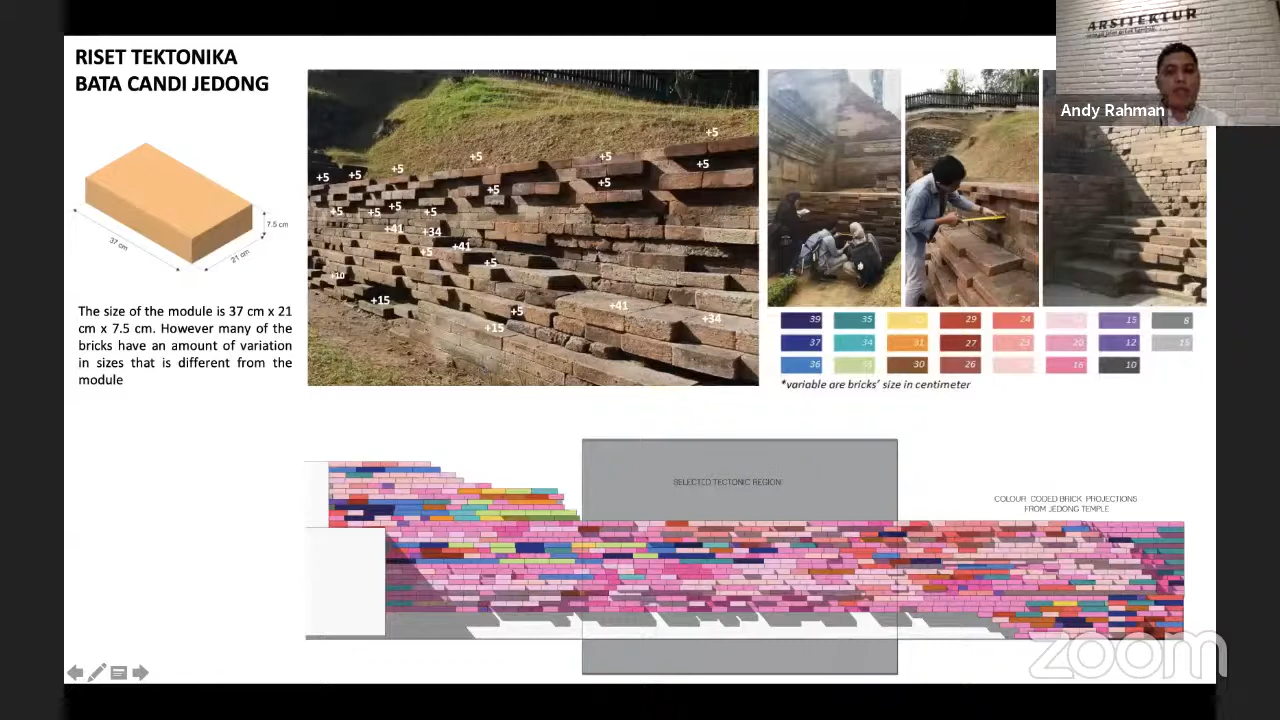 RISET TEKTONIKA
BATA CANDI JEDONG
37 cm
21 cm
7.5 cm
The size of the module is 37 cm x 21
cm x 7.5 cm. However many of the
bricks have an amount of variation
in sizes that is different from the
module
+5
+5
+5
+5
+5
+5
+5
+5
+5
+5
+5
+5
+5
+41
+34
+5
+41
+5
+10
+15
+5
+15
+41
+34
ARSITEKTUR
Andy Rahman
39 35 29 24 15 8
37 34 31 27 23 20 12 15
36 30 26 16 10
*variable are bricks' size in centimeter
SELECTED TECTONIC REGION
COLOUR CODED BRICK PROJECTIONS
FROM JEDONG TEMPLE
zoom